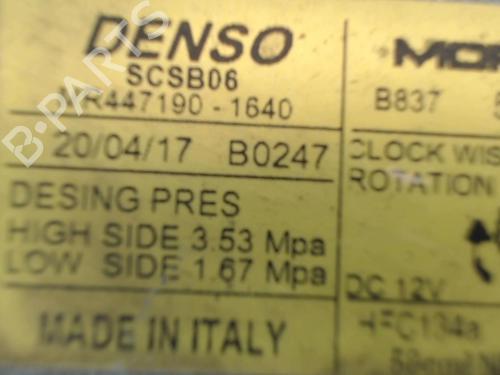 DENSO
SCSB06
447190-1640
20/04/17 B0247
DESING PRES
HIGH SIDE 3.53 Mpa
LOW SIDE 1.67 Mpa
MADE IN ITALY
B837
CLOCK WIS
ROTATION
DC 12V
HFC134a
B-Parts